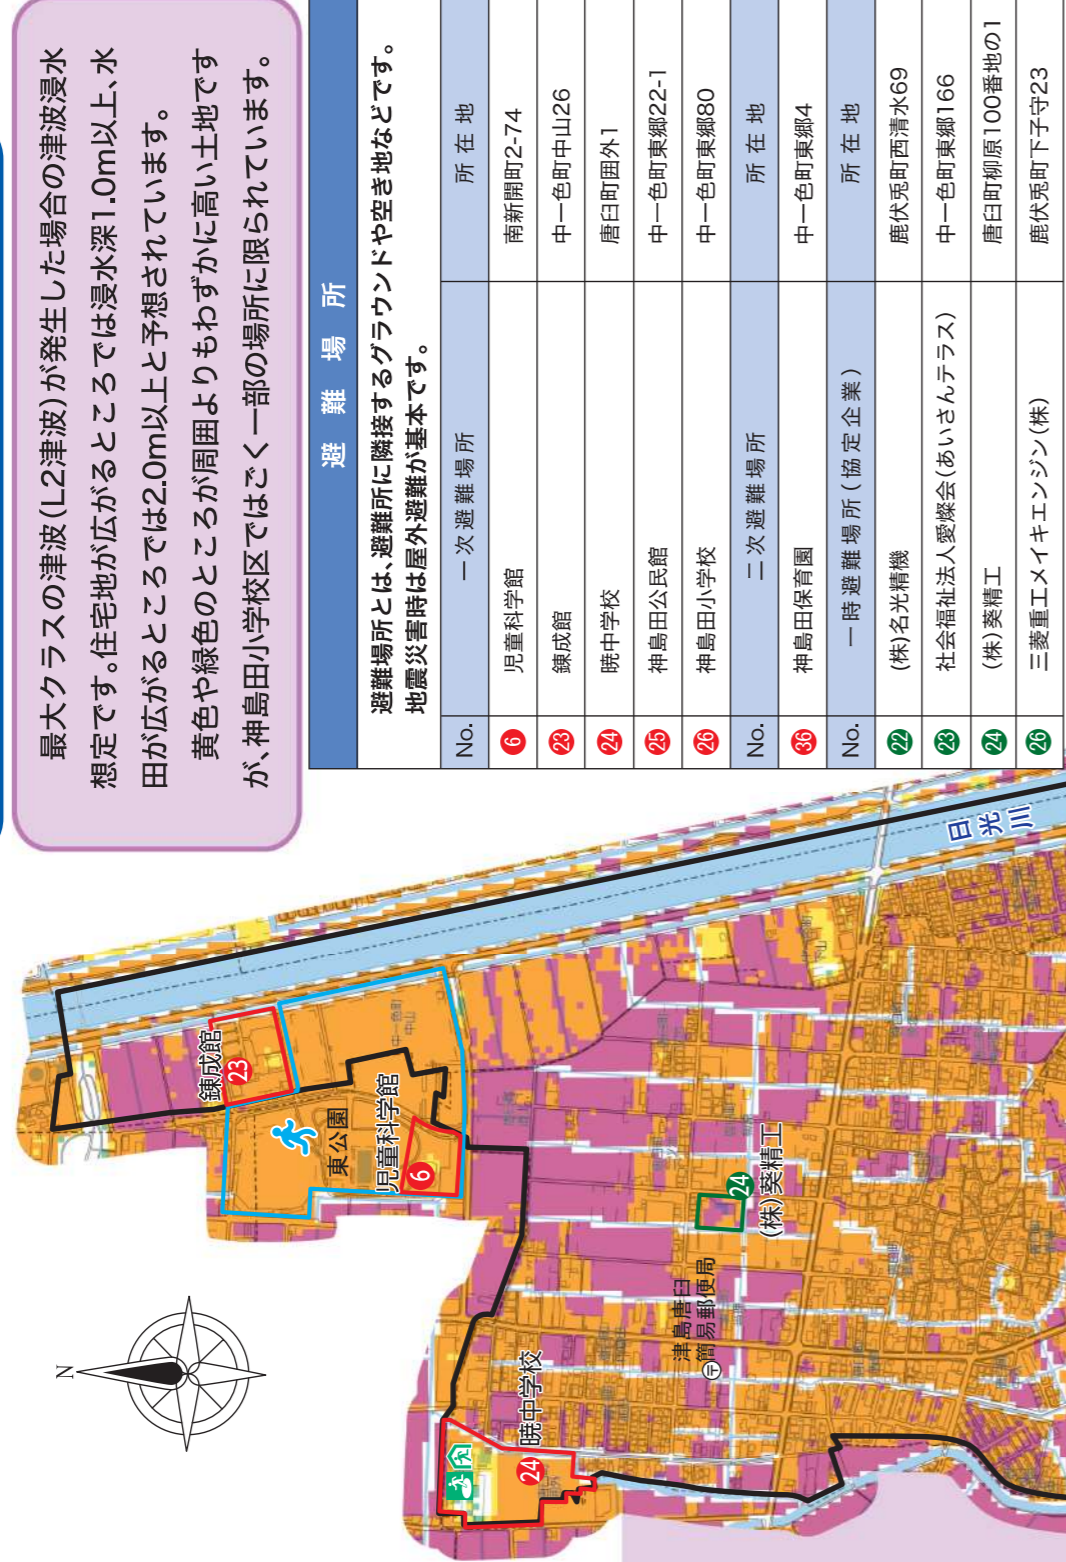 最大クラスの津波(L2津波)が発生した場合の津波浸水
想定です。住宅地が広がるところでは浸水深1.0m以上、水
田が広がるところでは2.0m以上と予想されています。
黄色や緑色のところが周囲よりもわずかに高い土地です
が、神島田小学校区ではごく一部の場所に限られています。
避難場所
避難場所とは、避難所に隣接するグラウンドや空き地などです。
地震災害時は屋外避難が基本です。
No. 一次避難場所 所在地
6 児童科学館 南新開町2-74
23 錬成館 中一色町中山26
24 暁中学校 唐臼町囲外1
25 神島田公民館 中一色町東郷22-1
26 神島田小学校 中一色町東郷80
No. 二次避難場所 所在地
36 神島田保育園 中一色町東郷4
No. 一時避難場所(協定企業) 所在地
22 (株)名光精機 鹿伏兎町西清水69
23 社会福祉法人愛燦会(あいさんテラス) 中一色町東郷166
24 (株)葵精工 唐臼町柳原100番地の1
26 三菱重工メイキエンジン(株) 鹿伏兎町下子守23
N
錬成館
23
東公園
児童科学館
6
日光川
暁中学校
24
津島唐臼
簡易郵便局
24
(株)葵精工